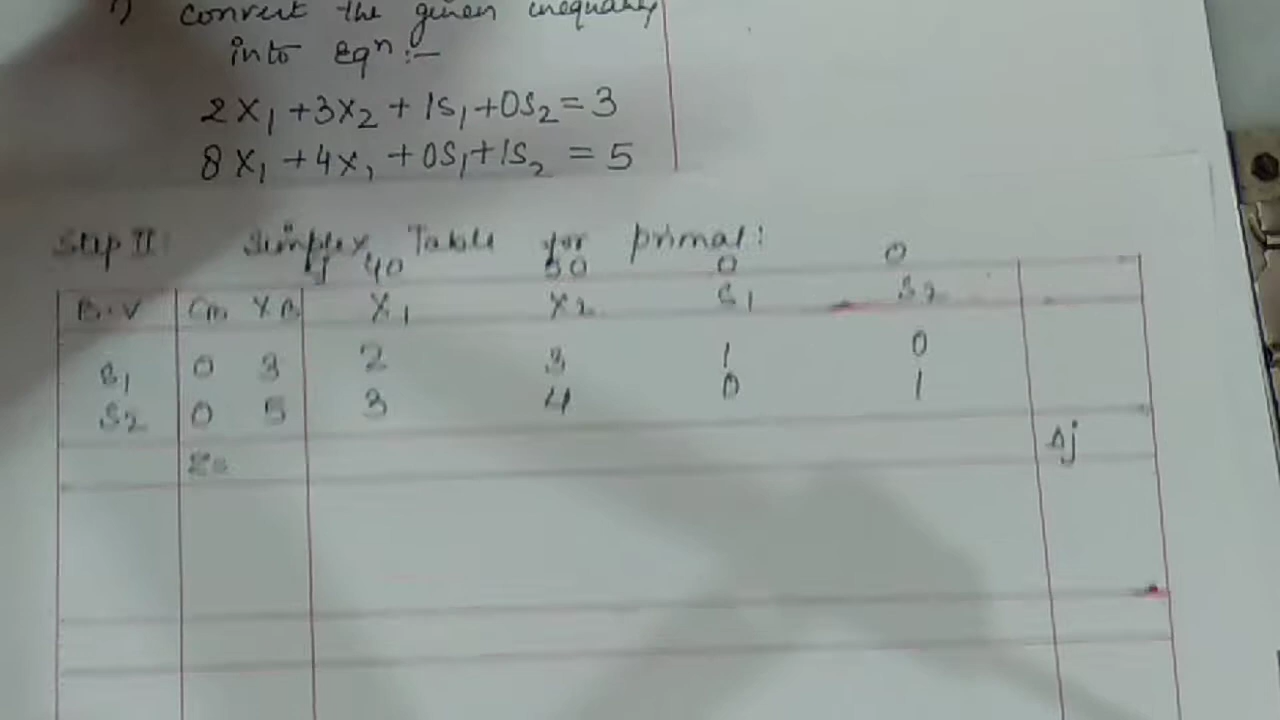 1) convert the given inequality
into eqn:-
2x1 + 3x2 + 1s1 + 0s2 = 3
8x1 + 4x1 + 0s1 + 1s2 = 5
Step II: Simplex Table for primal:
40 50 0 0
B.V CB XB X1 X2 S1 S2
S1 0 3 2 3 1 0
S2 0 5 3 4 0 1
Z= Δj